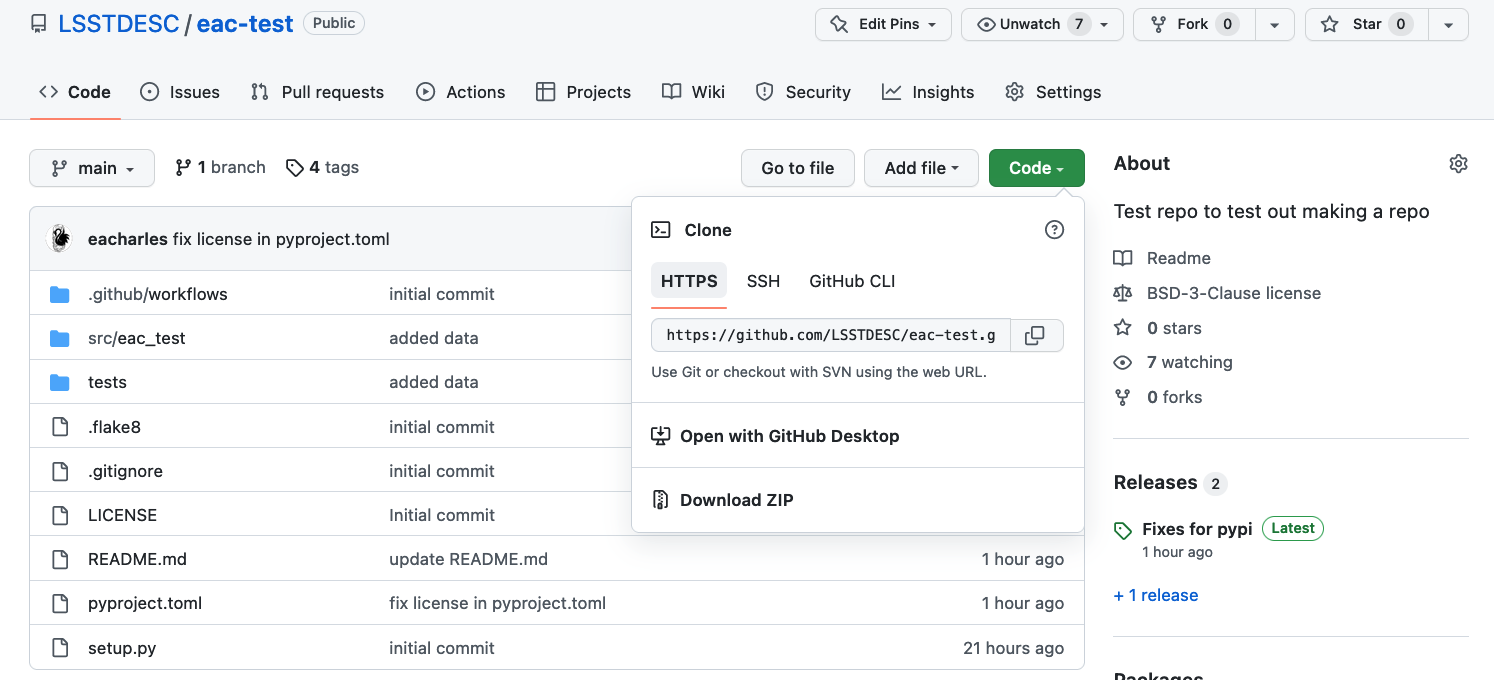 LSSTDESC / eac-test Public
Edit Pins Unwatch 7 Fork 0 Star 0
Code Issues Pull requests Actions Projects Wiki Security Insights Settings
main 1 branch 4 tags Go to file Add file Code
eacharles fix license in pyproject.toml
.github/workflows initial commit
src/eac_test added data
tests added data
.flake8 initial commit
.gitignore initial commit
LICENSE Initial commit
README.md update README.md 1 hour ago
pyproject.toml fix license in pyproject.toml 1 hour ago
setup.py initial commit 21 hours ago
Clone
HTTPS SSH GitHub CLI
https://github.com/LSSTDESC/eac-test.g
Use Git or checkout with SVN using the web URL.
Open with GitHub Desktop
Download ZIP
About
Test repo to test out making a repo
Readme
BSD-3-Clause license
0 stars
7 watching
0 forks
Releases 2
Fixes for pypi Latest
1 hour ago
+ 1 release
Packages